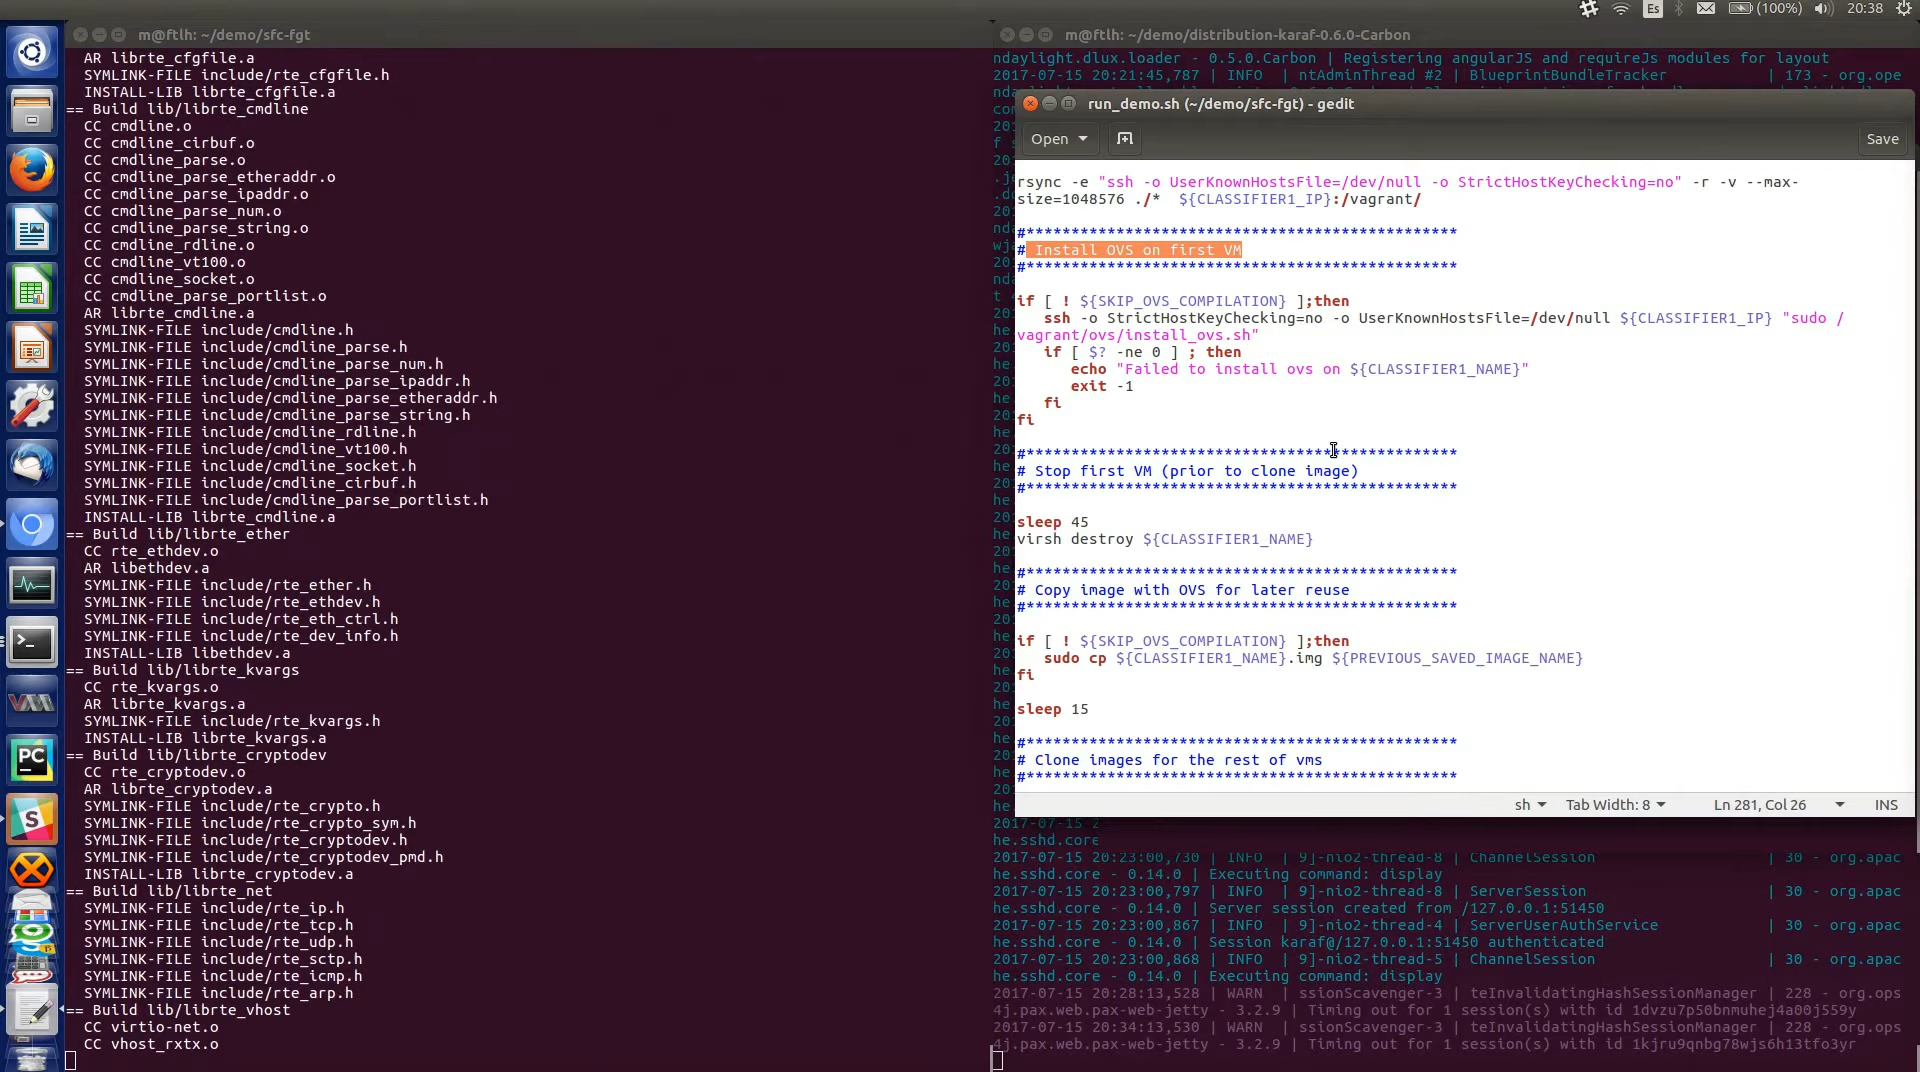 Es
(100%)
20:38
m@ftlh: ~/demo/sfc-fgt
AR librte_cfgfile.a
SYMLINK-FILE include/rte_cfgfile.h
INSTALL-LIB librte_cfgfile.a
== Build lib/librte_cmdline
CC cmdline.o
CC cmdline_cirbuf.o
CC cmdline_parse.o
CC cmdline_parse_etheraddr.o
CC cmdline_parse_ipaddr.o
CC cmdline_parse_num.o
CC cmdline_parse_string.o
CC cmdline_rdline.o
CC cmdline_vt100.o
CC cmdline_socket.o
CC cmdline_parse_portlist.o
AR librte_cmdline.a
SYMLINK-FILE include/cmdline.h
SYMLINK-FILE include/cmdline_parse.h
SYMLINK-FILE include/cmdline_parse_num.h
SYMLINK-FILE include/cmdline_parse_ipaddr.h
SYMLINK-FILE include/cmdline_parse_etheraddr.h
SYMLINK-FILE include/cmdline_parse_string.h
SYMLINK-FILE include/cmdline_rdline.h
SYMLINK-FILE include/cmdline_vt100.h
SYMLINK-FILE include/cmdline_socket.h
SYMLINK-FILE include/cmdline_cirbuf.h
SYMLINK-FILE include/cmdline_parse_portlist.h
INSTALL-LIB librte_cmdline.a
== Build lib/librte_ether
CC rte_ethdev.o
AR libethdev.a
SYMLINK-FILE include/rte_ether.h
SYMLINK-FILE include/rte_ethdev.h
SYMLINK-FILE include/rte_eth_ctrl.h
SYMLINK-FILE include/rte_dev_info.h
INSTALL-LIB libethdev.a
== Build lib/librte_kvargs
CC rte_kvargs.o
AR librte_kvargs.a
SYMLINK-FILE include/rte_kvargs.h
INSTALL-LIB librte_kvargs.a
== Build lib/librte_cryptodev
CC rte_cryptodev.o
AR librte_cryptodev.a
SYMLINK-FILE include/rte_crypto.h
SYMLINK-FILE include/rte_crypto_sym.h
SYMLINK-FILE include/rte_cryptodev.h
SYMLINK-FILE include/rte_cryptodev_pmd.h
INSTALL-LIB librte_cryptodev.a
== Build lib/librte_net
SYMLINK-FILE include/rte_ip.h
SYMLINK-FILE include/rte_tcp.h
SYMLINK-FILE include/rte_udp.h
SYMLINK-FILE include/rte_sctp.h
SYMLINK-FILE include/rte_icmp.h
SYMLINK-FILE include/rte_arp.h
== Build lib/librte_vhost
CC virtio-net.o
CC vhost_rxtx.o
m@ftlh: ~/demo/distribution-karaf-0.6.0-Carbon
ndaylight.dlux.loader - 0.5.0.Carbon | Registering angularJS and requireJs modules for layout
2017-07-15 20:21:45,787 | INFO | ntAdminThread #2 | BlueprintBundleTracker | 173 - org.ope
run_demo.sh (~/demo/sfc-fgt) - gedit
Open
Save
rsync -e "ssh -o UserKnownHostsFile=/dev/null -o StrictHostKeyChecking=no" -r -v --max-
size=1048576 ./* ${CLASSIFIER1_IP}:/vagrant/
#***********************************************
# Install OVS on first VM
#***********************************************
if [ ! ${SKIP_OVS_COMPILATION} ];then
ssh -o StrictHostKeyChecking=no -o UserKnownHostsFile=/dev/null ${CLASSIFIER1_IP} "sudo /
vagrant/ovs/install_ovs.sh"
if [ $? -ne 0 ] ; then
echo "Failed to install ovs on ${CLASSIFIER1_NAME}"
exit -1
fi
fi
#***********************************************
# Stop first VM (prior to clone image)
#***********************************************
sleep 45
virsh destroy ${CLASSIFIER1_NAME}
#***********************************************
# Copy image with OVS for later reuse
#***********************************************
if [ ! ${SKIP_OVS_COMPILATION} ];then
sudo cp ${CLASSIFIER1_NAME}.img ${PREVIOUS_SAVED_IMAGE_NAME}
fi
sleep 15
#***********************************************
# Clone images for the rest of vms
#***********************************************
sh
Tab Width: 8
Ln 281, Col 26
INS
2017-07-15 2
he.sshd.core
2017-07-15 20:23:00,730 | INFO | 9]-nio2-thread-8 | ChannelSession | 30 - org.apac
he.sshd.core - 0.14.0 | Executing command: display
2017-07-15 20:23:00,797 | INFO | 9]-nio2-thread-8 | ServerSession | 30 - org.apac
he.sshd.core - 0.14.0 | Server session created from /127.0.0.1:51450
2017-07-15 20:23:00,867 | INFO | 9]-nio2-thread-4 | ServerUserAuthService | 30 - org.apac
he.sshd.core - 0.14.0 | Session karaf@/127.0.0.1:51450 authenticated
2017-07-15 20:23:00,868 | INFO | 9]-nio2-thread-5 | ChannelSession | 30 - org.apac
he.sshd.core - 0.14.0 | Executing command: display
2017-07-15 20:28:13,528 | WARN | ssionScavenger-3 | teInvalidatingHashSessionManager | 228 - org.ops
4j.pax.web.pax-web-jetty - 3.2.9 | Timing out for 1 session(s) with id 1dvzu7p50bnmuhej4a00j559y
2017-07-15 20:34:13,530 | WARN | ssionScavenger-3 | teInvalidatingHashSessionManager | 228 - org.ops
4j.pax.web.pax-web-jetty - 3.2.9 | Timing out for 1 session(s) with id 1kjru9qnbg78wjs6h13tfo3yr